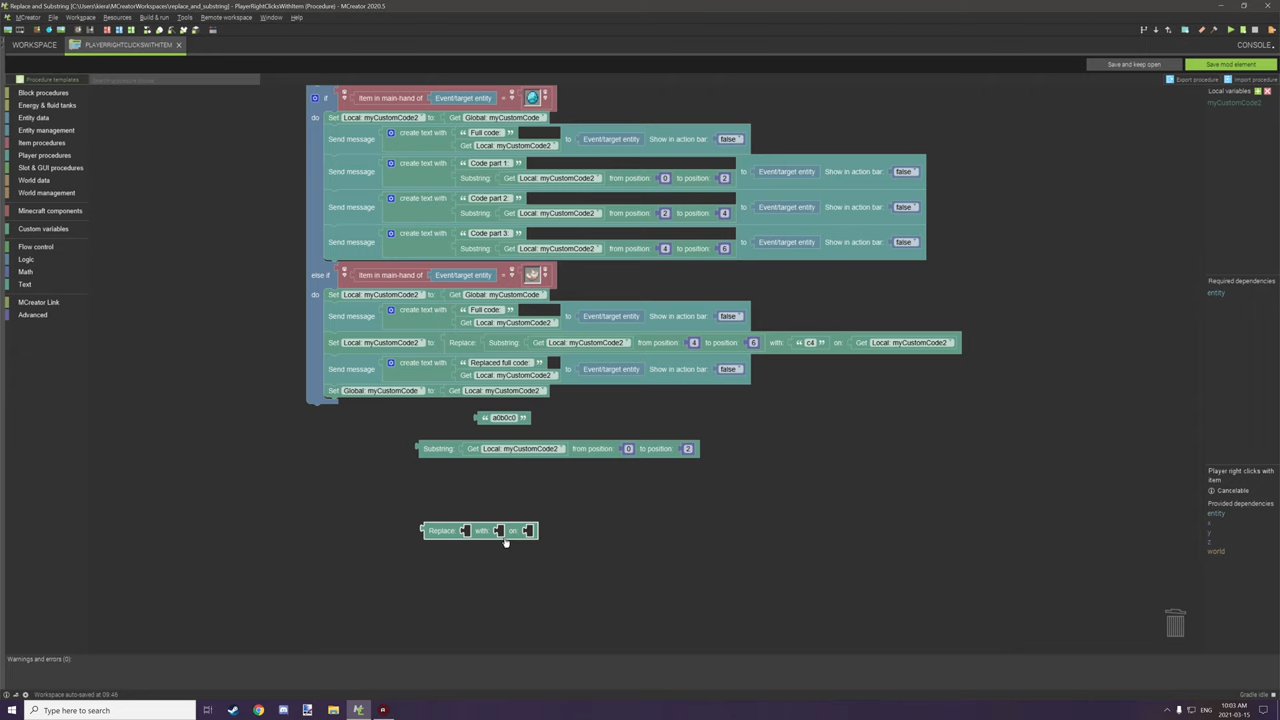 Replace and Substring [C:\Users\kiera\MCreatorWorkspaces\replace_and_substring] - PlayerRightClicksWithItem (Procedure) - MCreator 2020.5
MCreator File Workspace Resources Build & run Tools Remote workspace Window Help
WORKSPACE PLAYERRIGHTCLICKSWITHITEM CONSOLE
Save and keep open Save mod element
Procedure templates Search procedure blocks Export procedure Import procedure
Block procedures
Energy & fluid tanks
Entity data
Entity management
Item procedures
Player procedures
Slot & GUI procedures
World data
World management
Minecraft components
Custom variables
Flow control
Logic
Math
Text
MCreator Link
Advanced
if Item in main-hand of Event/target entity =
do Set Local: myCustomCode2 to: Get Global: myCustomCode
Send message create text with “ Full code: ” to Event/target entity Show in action bar: false
Get Local: myCustomCode2
Send message create text with “ Code part 1: ” to Event/target entity Show in action bar: false
Substring: Get Local: myCustomCode2 from position: 0 to position: 2
Send message create text with “ Code part 2: ” to Event/target entity Show in action bar: false
Substring: Get Local: myCustomCode2 from position: 2 to position: 4
Send message create text with “ Code part 3: ” to Event/target entity Show in action bar: false
Substring: Get Local: myCustomCode2 from position: 4 to position: 6
else if Item in main-hand of Event/target entity =
do Set Local: myCustomCode2 to: Get Global: myCustomCode
Send message create text with “ Full code: ” to Event/target entity Show in action bar: false
Get Local: myCustomCode2
Set Local: myCustomCode2 to: Replace: Substring: Get Local: myCustomCode2 from position: 4 to position: 6 with: “ c4 ” on: Get Local: myCustomCode2
Send message create text with “ Replaced full code: ” to Event/target entity Show in action bar: false
Get Local: myCustomCode2
Set Global: myCustomCode to: Get Local: myCustomCode2
“ a0b0c0 ”
Substring: Get Local: myCustomCode2 from position: 0 to position: 2
Replace: with: on:
Local variables
myCustomCode2
Required dependencies
entity
Player right clicks
with item
Cancelable
Provided dependencies
entity
x
y
z
world
Warnings and errors (0):
Workspace auto-saved at 09:46 Gradle idle
Type here to search ENG 10:03 AM
2021-03-15